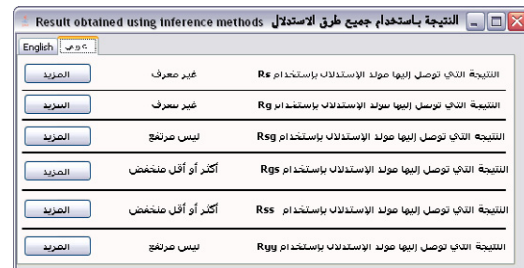 Result obtained using inference methods النتيجة بـاستخدام جميع طرق الاستدلال
English عربي
النتيجة التي توصل إليها مولد الإستدلال بإستخدام Rs غير معرف المزيد
النتيجة التي توصل إليها مولد الإستدلال بإستخدام Rg غير معرف المزيد
النتيجة التي توصل إليها مولد الإستدلال بإستخدام Rsg ليس مرتفع المزيد
النتيجة التي توصل إليها مولد الإستدلال بإستخدام Rgs أكثر أو أقل منخفض المزيد
النتيجة التي توصل إليها مولد الإستدلال بإستخدام Rss أكثر أو أقل منخفض المزيد
النتيجة التي توصل إليها مولد الإستدلال بإستخدام Ryy ليس مرتفع المزيد